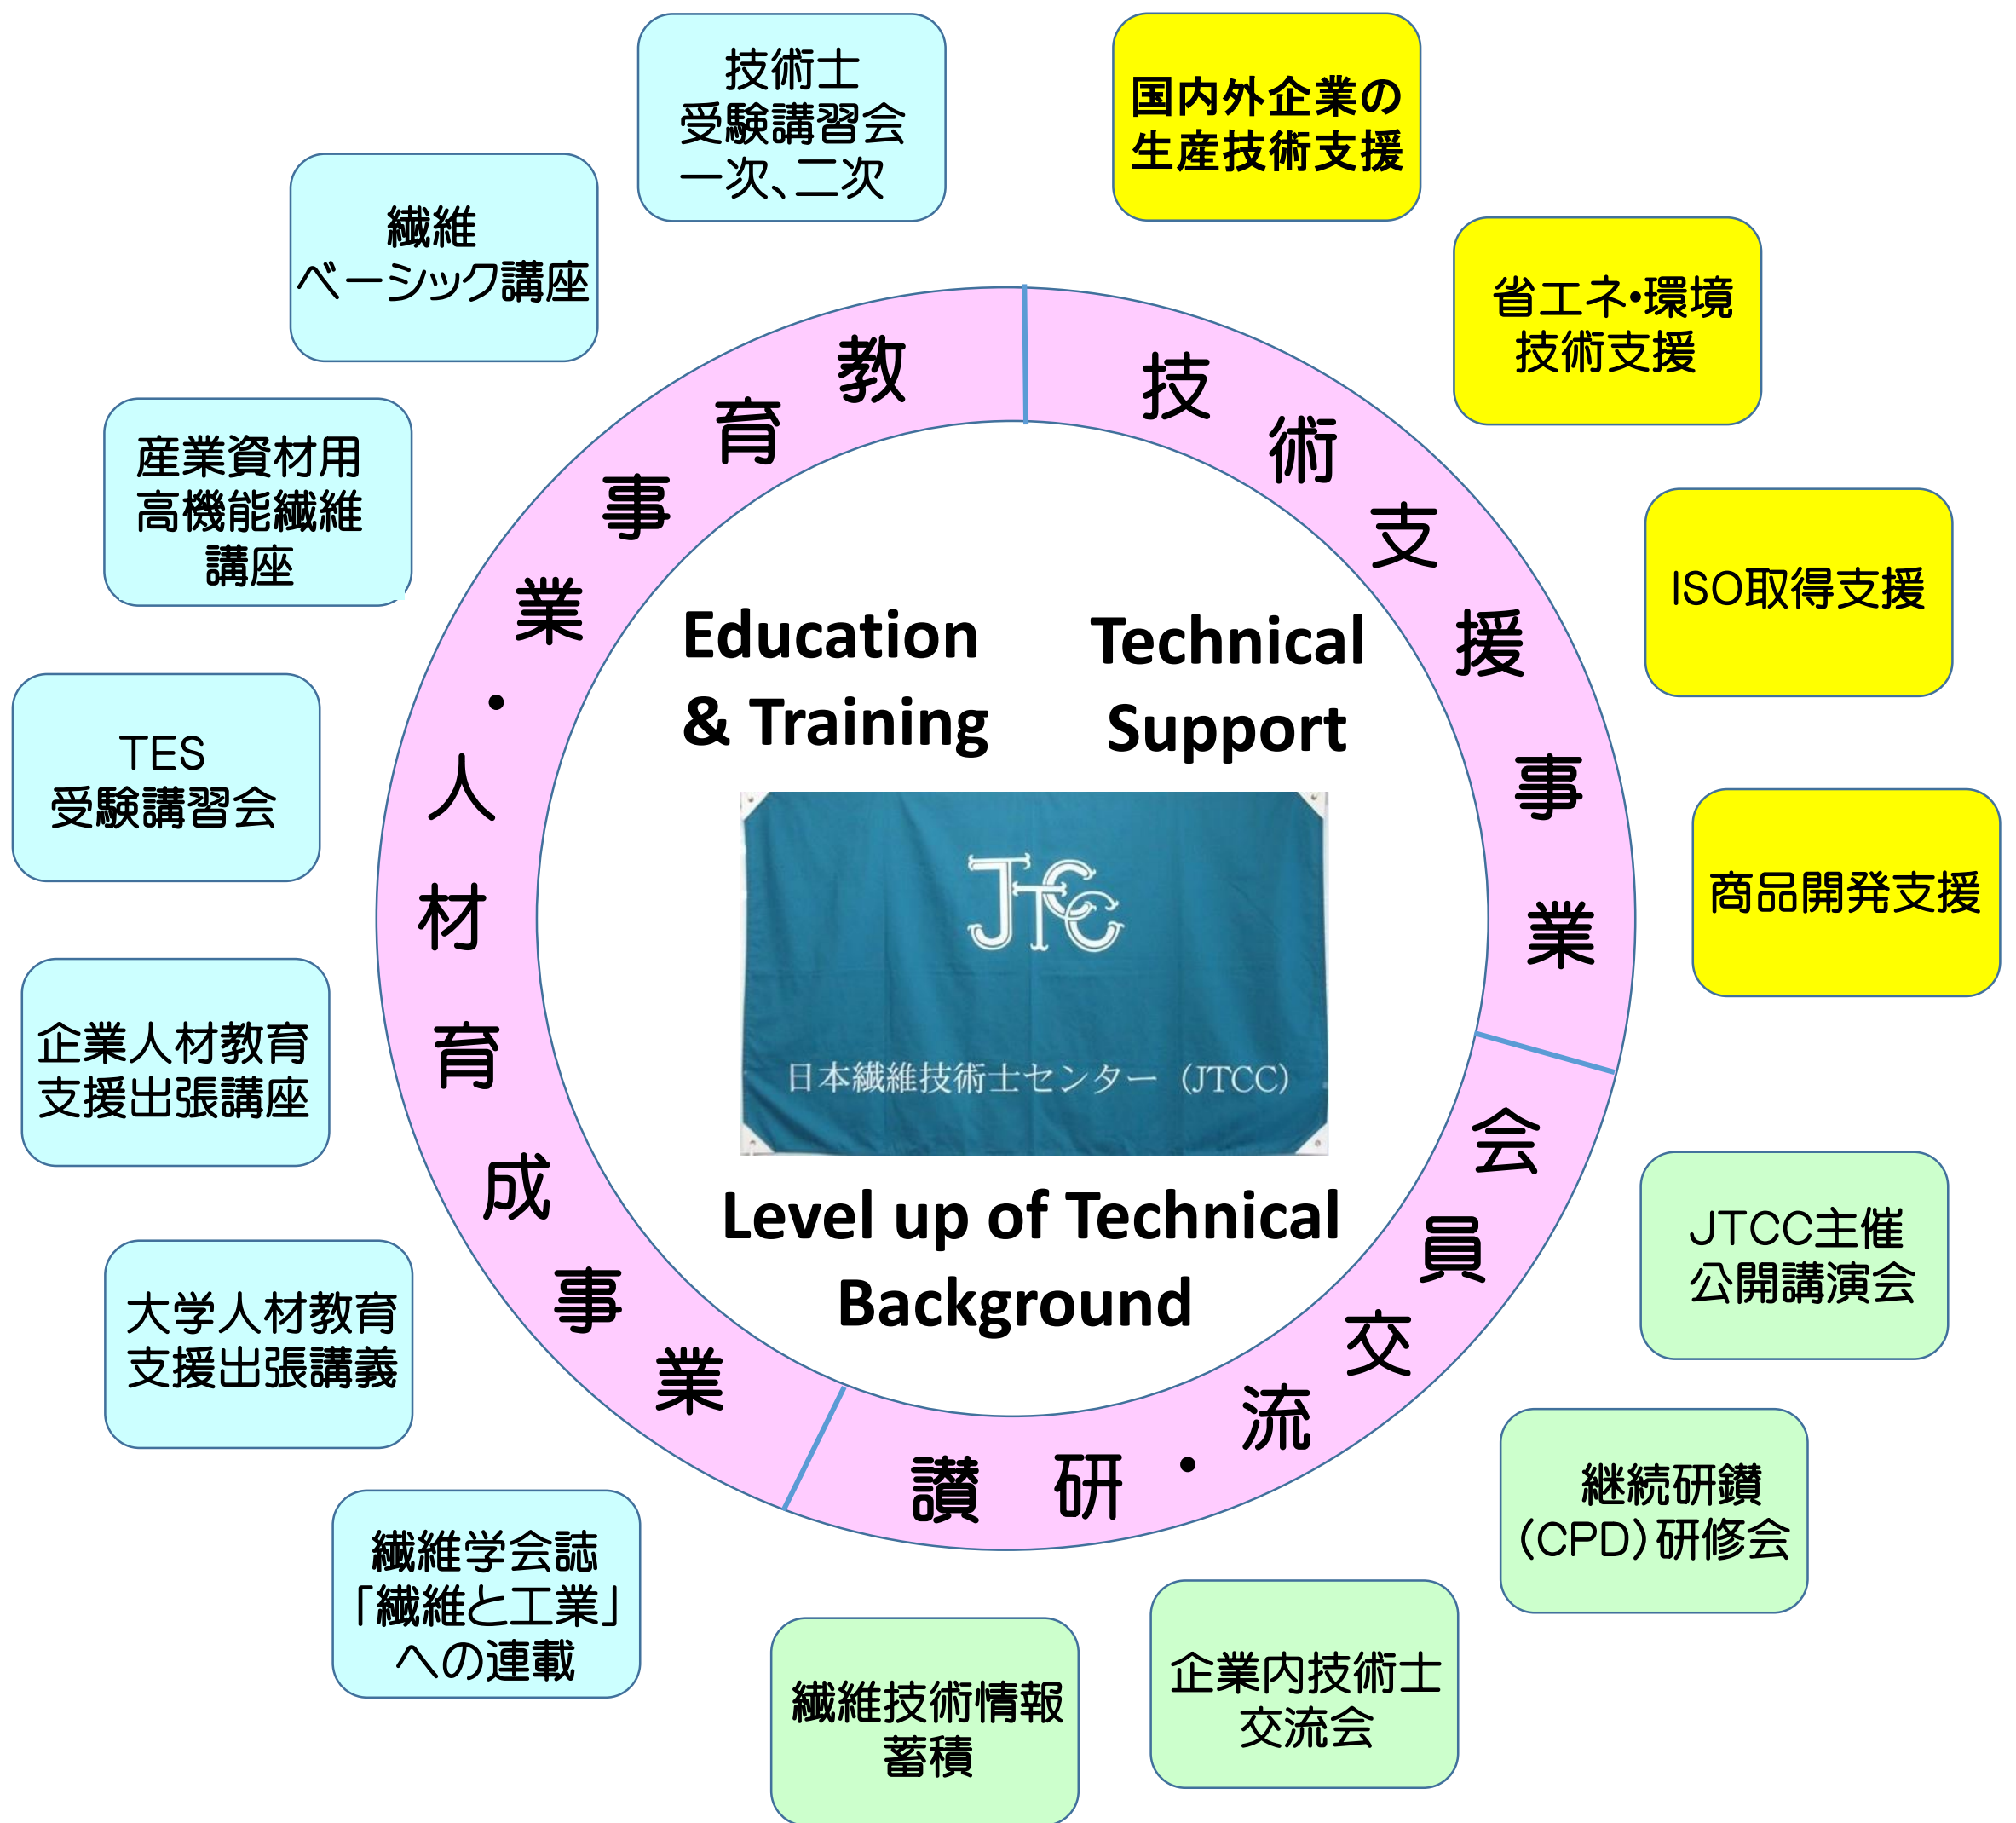 技術士
受験講習会
一次、二次
国内外企業の
生産技術支援
繊維
ベーシック講座
省エネ・環境
技術支援
産業資材用
高機能繊維
講座
ISO取得支援
TES
受験講習会
商品開発支援
企業人材教育
支援出張講座
JTCC主催
公開講演会
大学人材教育
支援出張講義
継続研鑚
（CPD）研修会
繊維学会誌
「繊維と工業」
への連載
企業内技術士
交流会
繊維技術情報
蓄積
教育事業・人材育成事業
技術支援事業
会員交流・研讃
Education
& Training
Technical
Support
JTCC
日本繊維技術士センター（JTCC）
Level up of Technical
Background